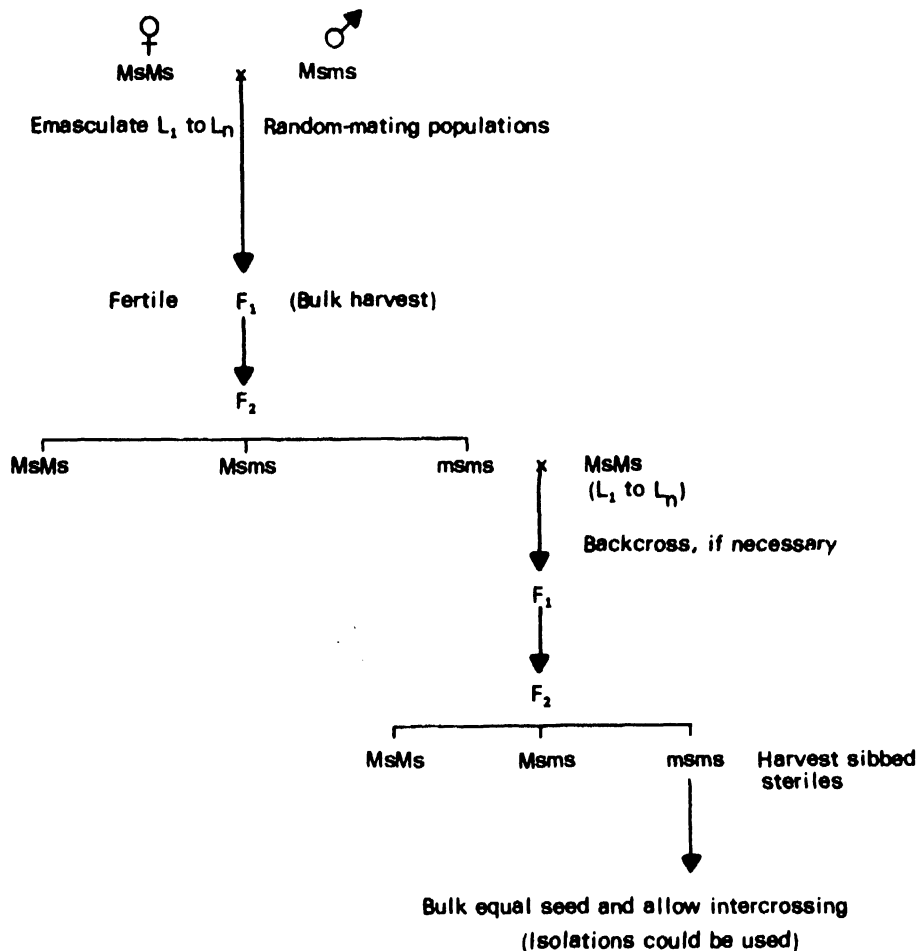 ♀ ♂
MsMs x Msms
Emasculate L₁ to Lₙ Random-mating populations
Fertile F₁ (Bulk harvest)
F₂
MsMs Msms msms x MsMs
(L₁ to Lₙ)
Backcross, if necessary
F₁
F₂
MsMs Msms msms Harvest sibbed
steriles
Bulk equal seed and allow intercrossing
(Isolations could be used)